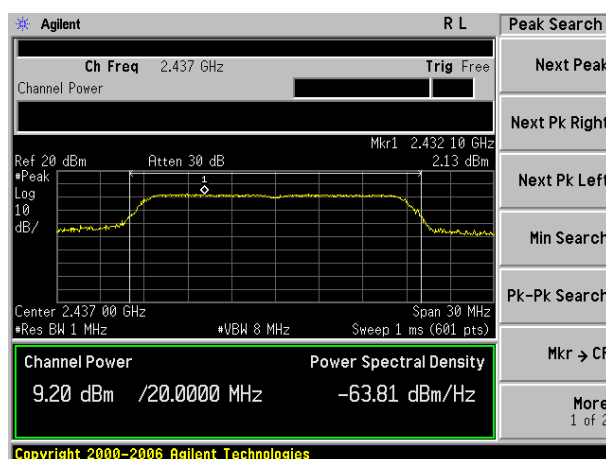 Agilent R L Peak Search
Ch Freq 2.437 GHz Trig Free
Channel Power
Next Peak
Next Pk Right
Mkr1 2.432 10 GHz
Ref 20 dBm Atten 30 dB 2.13 dBm
#Peak
Log
10
dB/
1
Next Pk Left
Min Search
Pk-Pk Search
Center 2.437 00 GHz Span 30 MHz
#Res BW 1 MHz #VBW 8 MHz Sweep 1 ms (601 pts)
Channel Power Power Spectral Density
9.20 dBm /20.0000 MHz -63.81 dBm/Hz
Mkr → CF
More
1 of 2
Copyright 2000-2006 Agilent Technologies